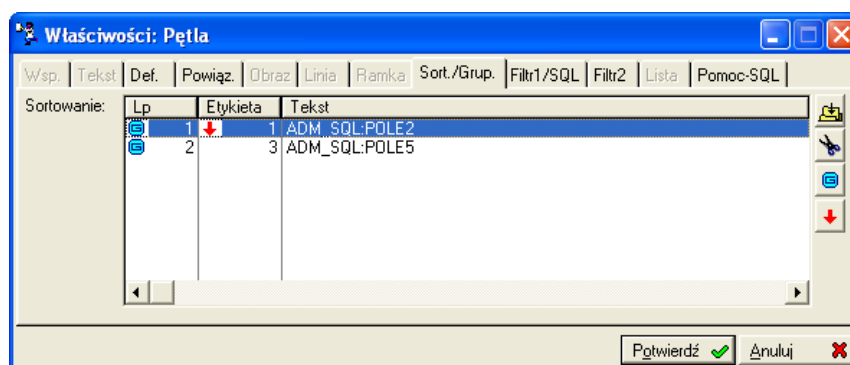 Właściwości: Pętla
Wsp. Tekst Def. Powiąz. Obraz Linia Ramka Sort./Grup. Filtr1/SQL Filtr2 Lista Pomoc-SQL
Sortowanie: Lp Etykieta Tekst
1 1 ADM_SQL:POLE2
2 3 ADM_SQL:POLE5
Potwierdź Anuluj